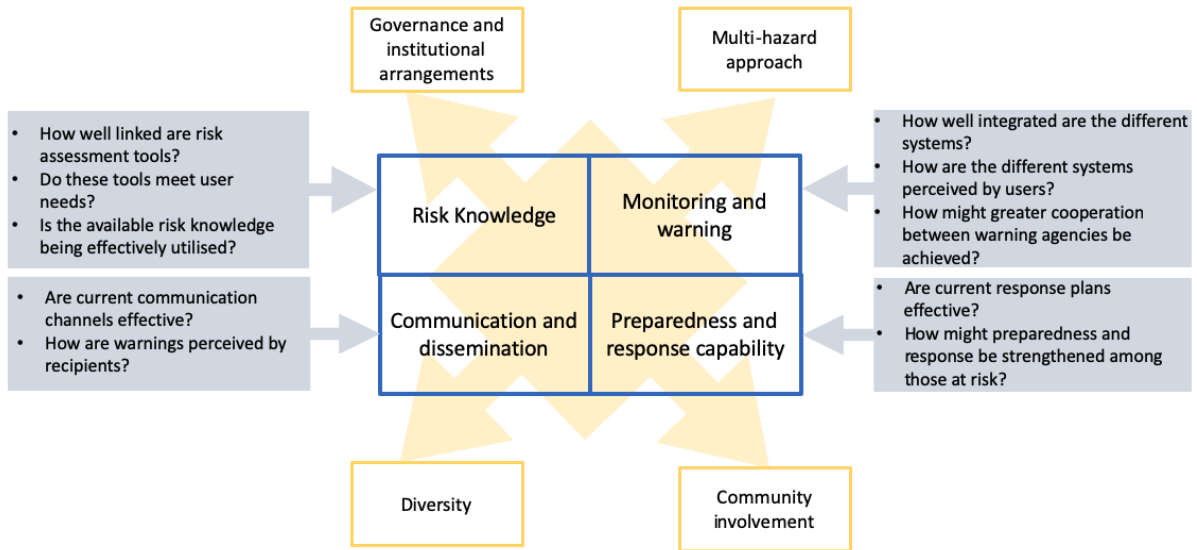 Governance and
institutional
arrangements
Multi-hazard
approach
• How well linked are risk
assessment tools?
• Do these tools meet user
needs?
• Is the available risk knowledge
being effectively utilised?
Risk Knowledge
Monitoring and
warning
• How well integrated are the different
systems?
• How are the different systems
perceived by users?
• How might greater cooperation
between warning agencies be
achieved?
• Are current communication
channels effective?
• How are warnings perceived by
recipients?
Communication and
dissemination
Preparedness and
response capability
• Are current response plans
effective?
• How might preparedness and
response be strengthened among
those at risk?
Diversity
Community
involvement